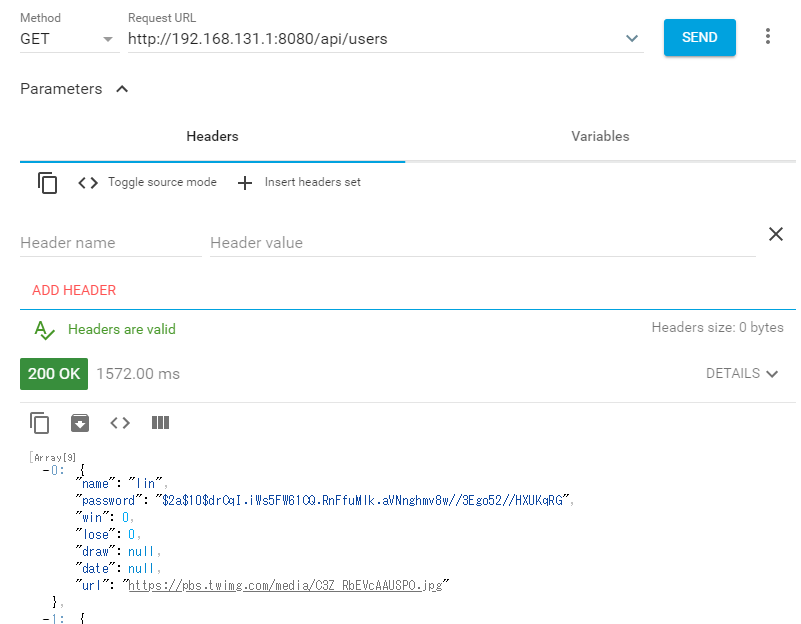 Method Request URL
GET http://192.168.131.1:8080/api/users SEND
Parameters
Headers Variables
Toggle source mode Insert headers set
Header name Header value
ADD HEADER
Headers are valid Headers size: 0 bytes
200 OK 1572.00 ms DETAILS
[Array[9]
-0: {
"name": "lin",
"password": "$2a$10$drCqI.iWs5FW61CQ.RnFfuMlk.aVNnghmv8w//3Ego52//HXUKqRG",
"win": 0,
"lose": 0,
"draw": null,
"date": null,
"url": "https://pbs.twimg.com/media/C3Z_RbEVcAAUSPO.jpg"
},
-1: {